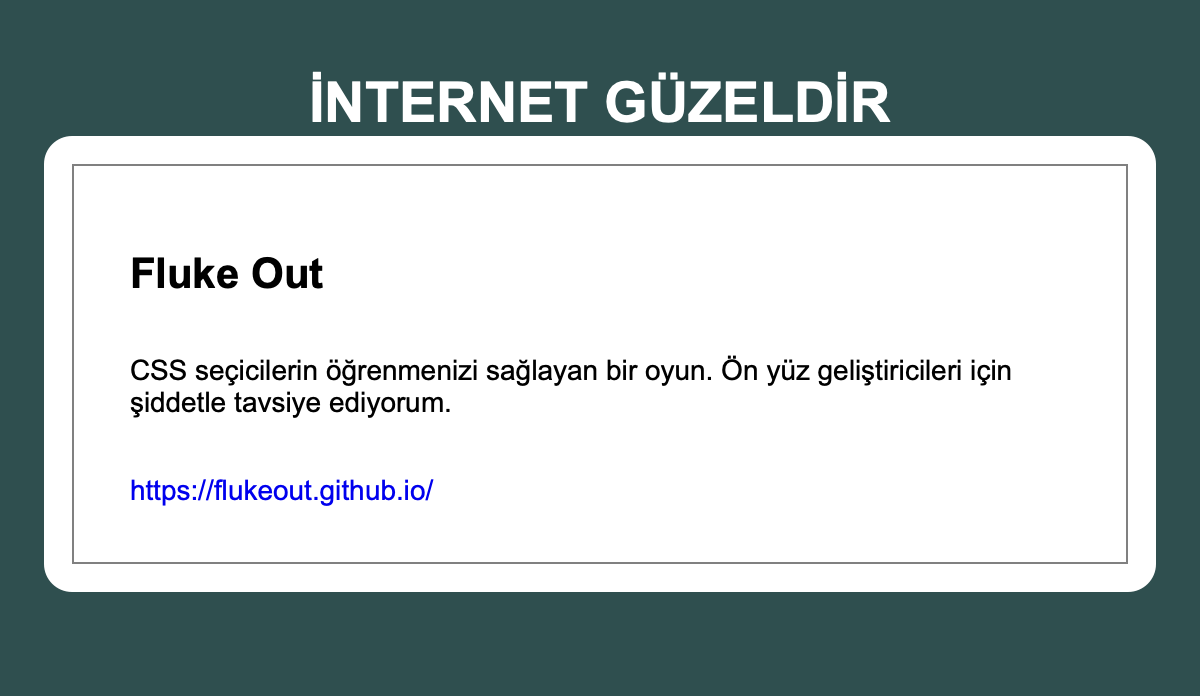 İNTERNET GÜZELDİR
Fluke Out
CSS seçicilerin öğrenmenizi sağlayan bir oyun. Ön yüz geliştiricileri için
şiddetle tavsiye ediyorum.
https://flukeout.github.io/